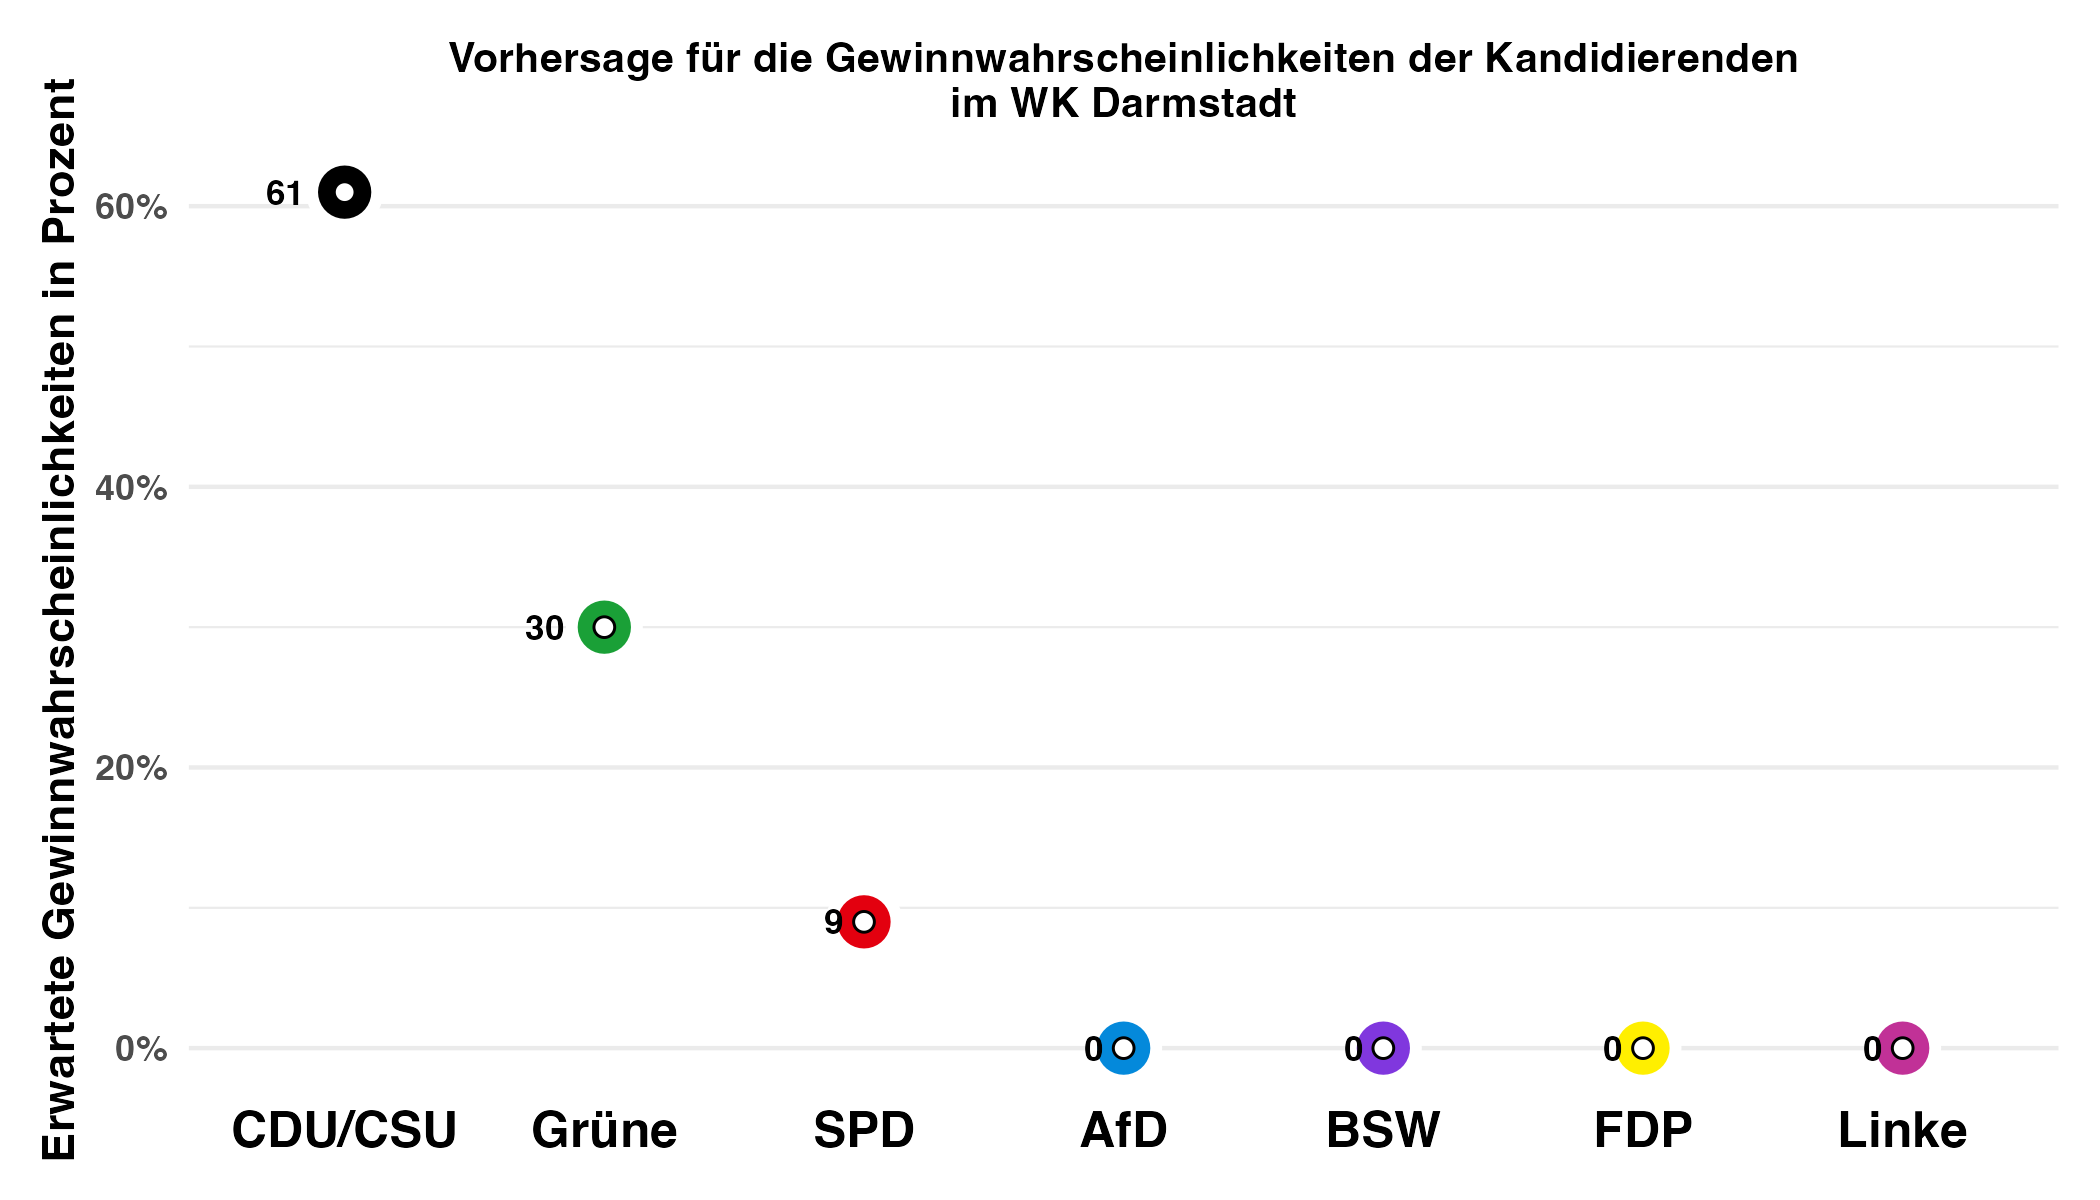 Vorhersage für die Gewinnwahrscheinlichkeiten der Kandidierenden
im WK Darmstadt
Erwartete Gewinnwahrscheinlichkeiten in Prozent
60%
40%
20%
0%
61
30
9
0
0
0
0
CDU/CSU
Grüne
SPD
AfD
BSW
FDP
Linke